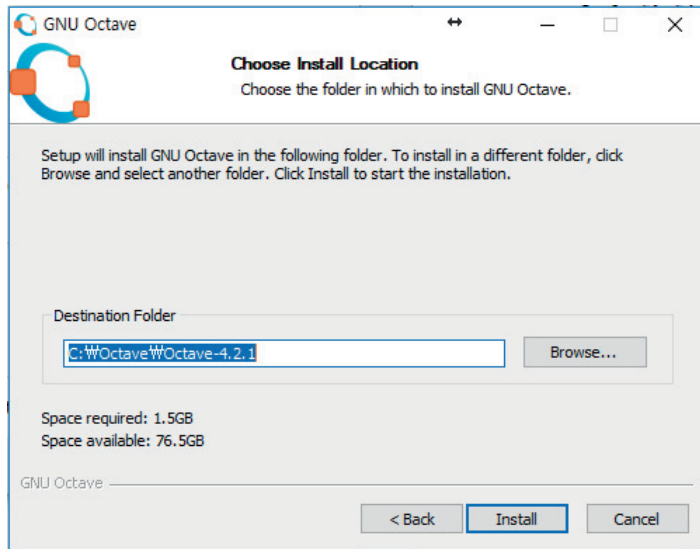 GNU Octave
Choose Install Location
Choose the folder in which to install GNU Octave.
Setup will install GNU Octave in the following folder. To install in a different folder, click
Browse and select another folder. Click Install to start the installation.
Destination Folder
C:₩Octave₩Octave-4.2.1
Browse...
Space required: 1.5GB
Space available: 76.5GB
GNU Octave
< Back
Install
Cancel